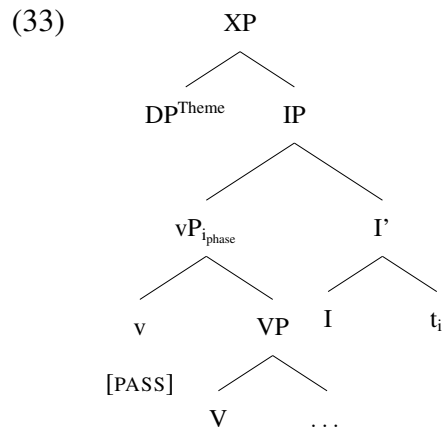 (33) XP
DP^Theme IP
vP_i_phase I'
v VP I t_i
[PASS] V ...